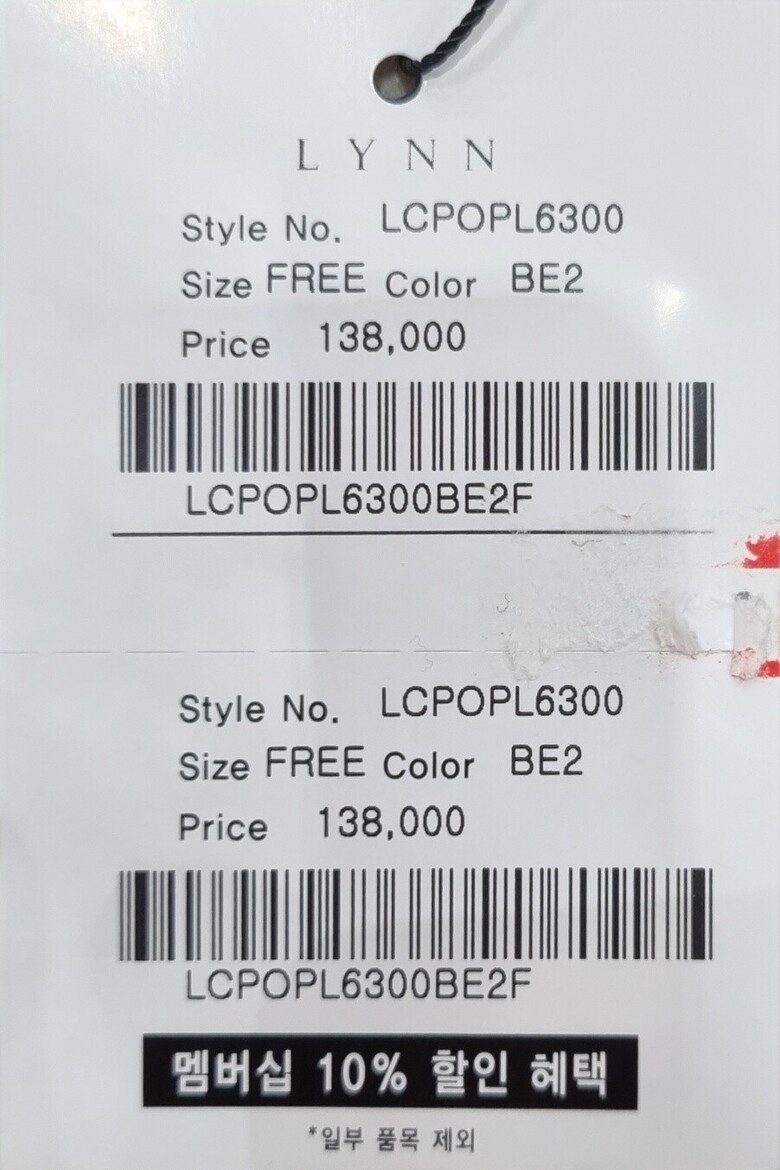 LYNN
Style No. LCPOPL6300
Size FREE Color BE2
Price 138,000
LCPOPL6300BE2F
Style No. LCPOPL6300
Size FREE Color BE2
Price 138,000
LCPOPL6300BE2F
멤버십 10% 할인 혜택
*일부 품목 제외